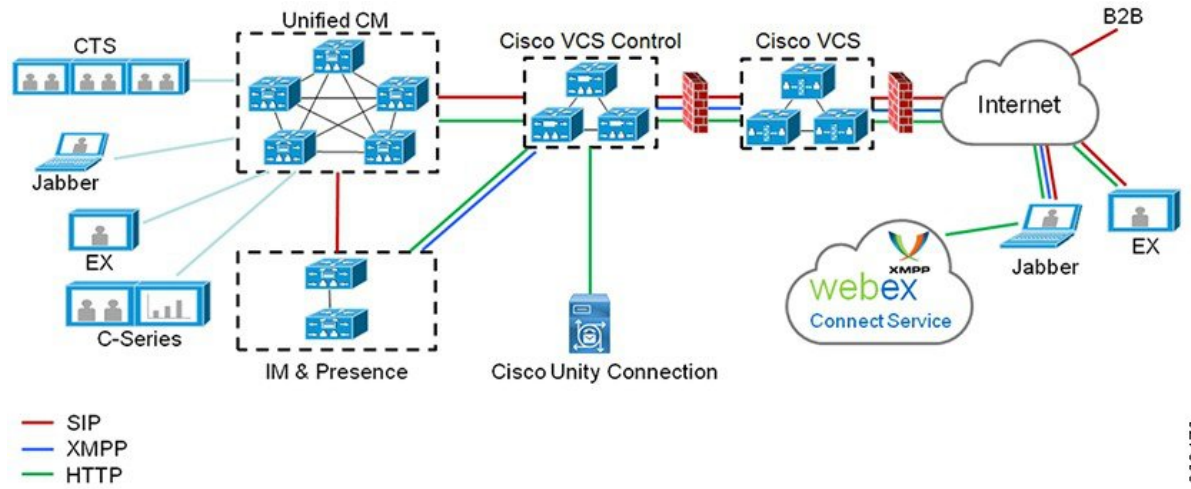 Unified CM
B2B
CTS
Cisco VCS Control
Cisco VCS
Internet
Jabber
EX
C-Series
IM & Presence
Cisco Unity Connection
XMPP
webex
Connect Service
Jabber
EX
SIP
XMPP
HTTP